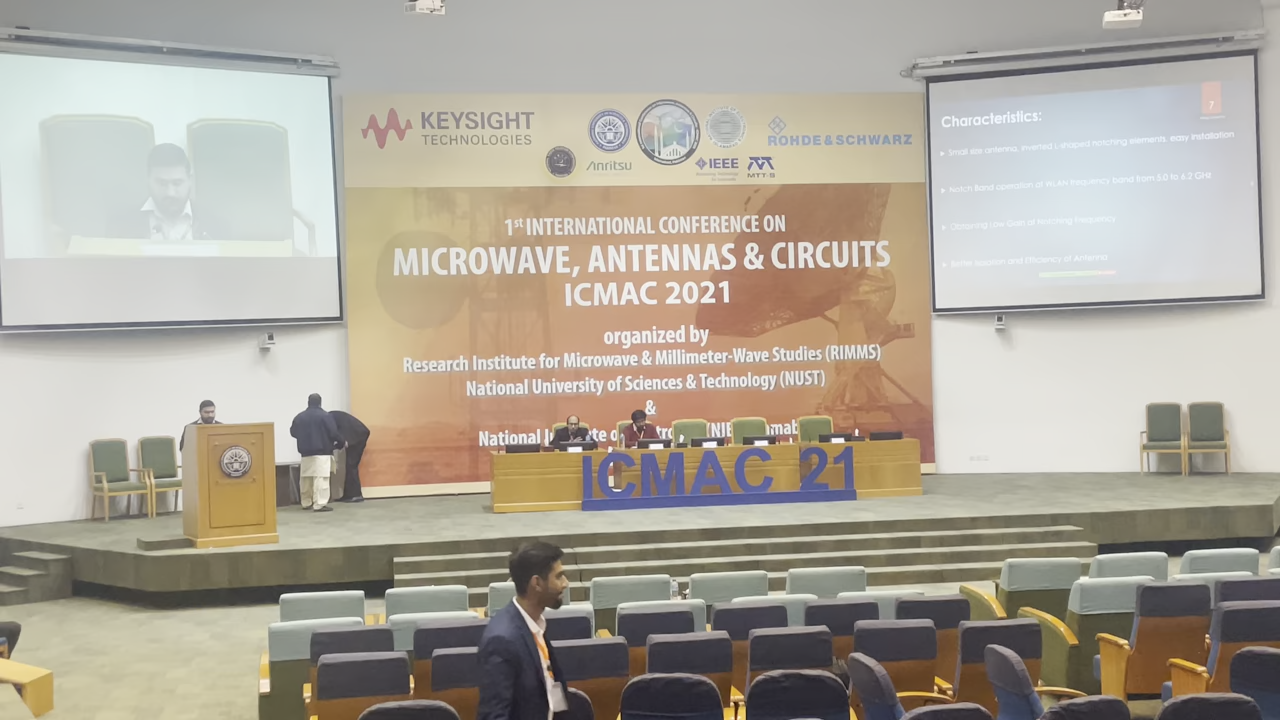 KEYSIGHT
TECHNOLOGIES
Anritsu
IEEE
MTT-S
ROHDE & SCHWARZ
1st INTERNATIONAL CONFERENCE ON
MICROWAVE, ANTENNAS & CIRCUITS
ICMAC 2021
organized by
Research Institute for Microwave & Millimeter-Wave Studies (RIMMS)
National University of Sciences & Technology (NUST)
&
National
ICMAC 21
7
Characteristics:
Small size antenna, inverted L-shaped notching elements, easy installation
Notch Band operation at WLAN frequency band from 5.0 to 6.2 GHz
Obtaining Low Gain at Notching Frequency
Better Isolation and Efficiency of Antenna